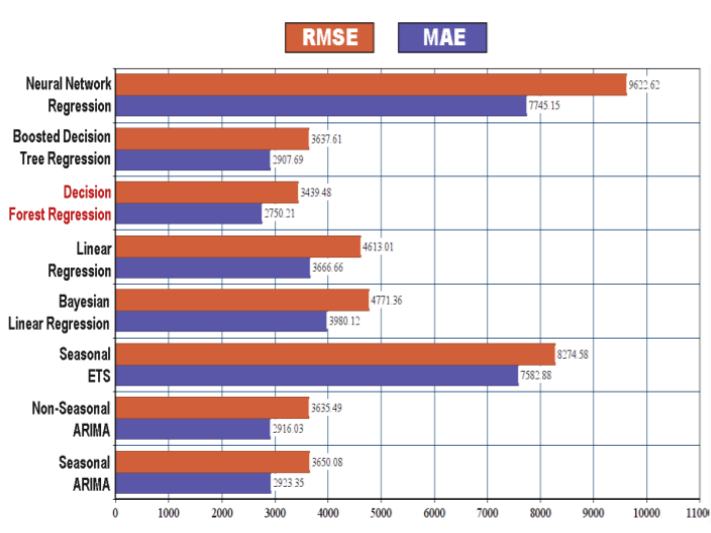 RMSE MAE
Neural Network
Regression
9622.62
7745.15
Boosted Decision
Tree Regression
3637.61
2907.69
Decision
Forest Regression
3439.48
2750.21
Linear
Regression
4613.01
3666.66
Bayesian
Linear Regression
4771.36
3980.12
Seasonal
ETS
8274.58
7582.88
Non-Seasonal
ARIMA
3635.49
2916.03
Seasonal
ARIMA
3650.08
2923.35
0 1000 2000 3000 4000 5000 6000 7000 8000 9000 10000 1100